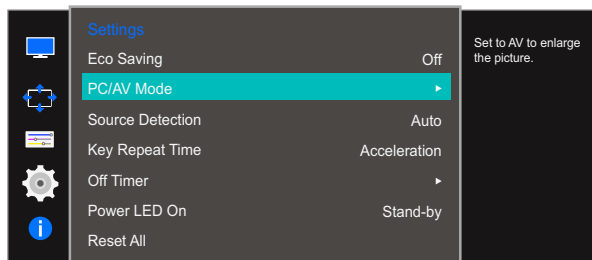 Settings
Eco Saving Off
PC/AV Mode ►
Source Detection Auto
Key Repeat Time Acceleration
Off Timer ►
Power LED On Stand-by
Reset All
Set to AV to enlarge
the picture.